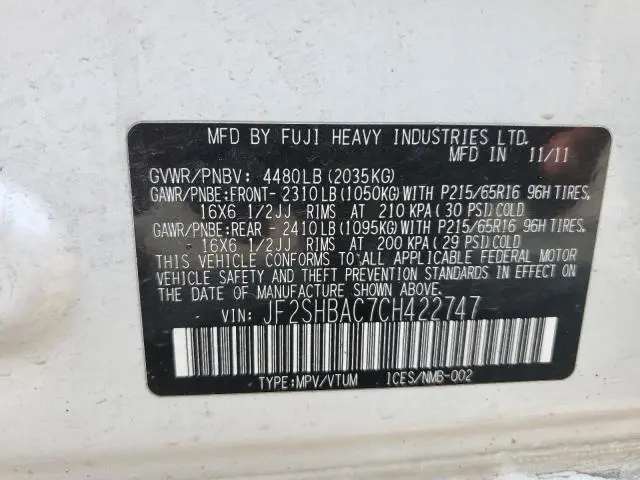 MFD BY FUJI HEAVY INDUSTRIES LTD.
MFD IN 11/11
GVWR/PNBV: 4480LB(2035KG)
GAWR/PNBE:FRONT-2310LB(1050KG)WITH P215/65R16 96H TIRES,
16X6 1/2JJ RIMS AT 210 KPA(30 PSI)COLD
GAWR/PNBE:REAR -2410LB(1095KG)WITH P215/65R16 96H TIRES,
16X6 1/2JJ RIMS AT 200 KPA(29 PSI)COLD
THIS VEHICLE CONFORMS TO ALL APPLICABLE FEDERAL MOTOR
VEHICLE SAFETY AND THEFT PREVENTION STANDARDS IN EFFECT ON
THE DATE OF MANUFACTURE SHOWN ABOVE.
VIN: JF2SHBAC7CH422747
TYPE:MPV/VTUM 1CES/NMB-002